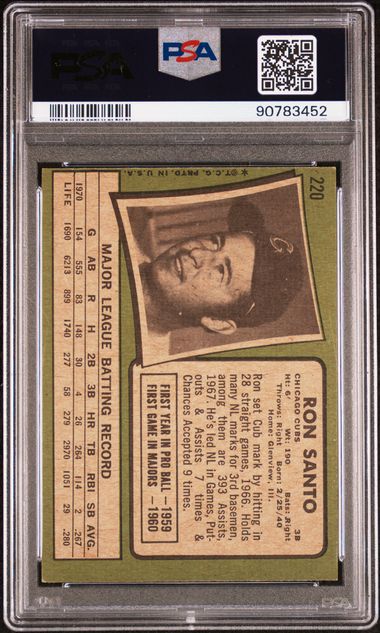 PSA
PSA
90783452
220
RON SANTO
3B
CHICAGO CUBS
Ht: 6' Wt: 190 Bats: Right
Throws: Right Born: 2/25/40
Home: Glenview, Ill.
Ron set Cub mark by hitting in
28 straight games, 1966. Holds
many NL marks for 3rd basemen,
among them are 393 Assists,
1967. He's led NL in Games, Put-
outs & Assists 7 times &
Chances Accepted 9 times.
FIRST YEAR IN PRO BALL — 1959
FIRST GAME IN MAJORS — 1960
MAJOR LEAGUE BATTING RECORD
G AB R H 2B 3B HR TB RBI SB AVG.
1970 154 555 83 148 30 4 26 264 114 2 .267
LIFE 1690 6213 899 1740 277 58 279 2970 1051 29 .280
★©T.C.G. PRTD. IN U.S.A.